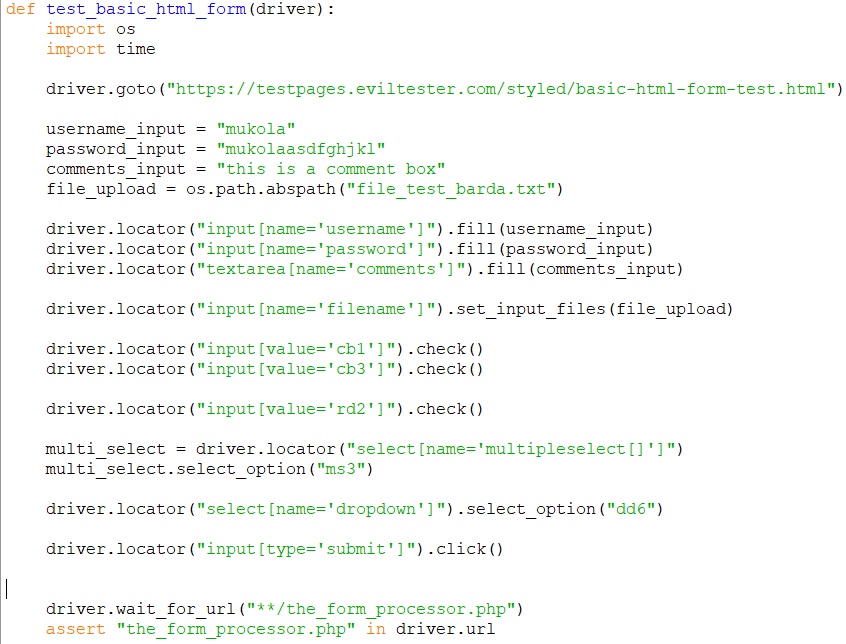 def test_basic_html_form(driver):
    import os
    import time
    driver.goto("https://testpages.eviltester.com/styled/basic-html-form-test.html")
    username_input = "mukola"
    password_input = "mukolaasdfghjkl"
    comments_input = "this is a comment box"
    file_upload = os.path.abspath("file_test_barda.txt")
    driver.locator("input[name='username']").fill(username_input)
    driver.locator("input[name='password']").fill(password_input)
    driver.locator("textarea[name='comments']").fill(comments_input)
    driver.locator("input[name='filename']").set_input_files(file_upload)
    driver.locator("input[value='cb1']").check()
    driver.locator("input[value='cb3']").check()
    driver.locator("input[value='rd2']").check()
    multi_select = driver.locator("select[name='multipleselect[]']")
    multi_select.select_option("ms3")
    driver.locator("select[name='dropdown']").select_option("dd6")
    driver.locator("input[type='submit']").click()
    driver.wait_for_url("**/the_form_processor.php")
    assert "the_form_processor.php" in driver.url